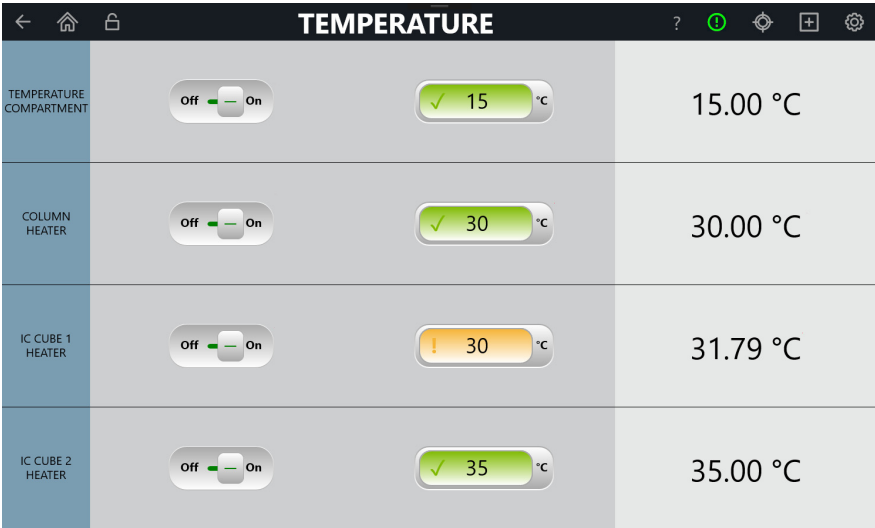 TEMPERATURE
?
TEMPERATURE
COMPARTMENT
Off On
15 °C
15.00 °C
COLUMN
HEATER
Off On
30 °C
30.00 °C
IC CUBE 1
HEATER
Off On
! 30 °C
31.79 °C
IC CUBE 2
HEATER
Off On
35 °C
35.00 °C